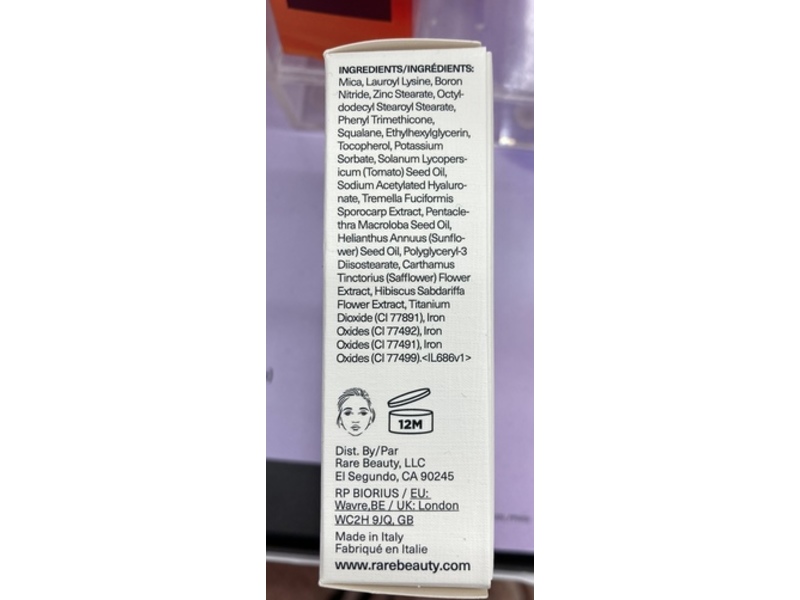 INGREDIENTS/INGRÉDIENTS:
Mica, Lauroyl Lysine, Boron
Nitride, Zinc Stearate, Octyl-
dodecyl Stearoyl Stearate,
Phenyl Trimethicone,
Squalane, Ethylhexylglycerin,
Tocopherol, Potassium
Sorbate, Solanum Lycopers-
icum (Tomato) Seed Oil,
Sodium Acetylated Hyaluro-
nate, Tremella Fuciformis
Sporocarp Extract, Pentacle-
thra Macroloba Seed Oil,
Helianthus Annuus (Sunflo-
wer) Seed Oil, Polyglyceryl-3
Diisostearate, Carthamus
Tinctorius (Safflower) Flower
Extract, Hibiscus Sabdariffa
Flower Extract, Titanium
Dioxide (CI 77891), Iron
Oxides (CI 77492), Iron
Oxides (CI 77491), Iron
Oxides (CI 77499).<IL686v1>
12M
Dist. By/Par
Rare Beauty, LLC
El Segundo, CA 90245
RP BIORIUS / EU:
Wavre,BE / UK: London
WC2H 9JQ, GB
Made in Italy
Fabriqué en Italie
www.rarebeauty.com